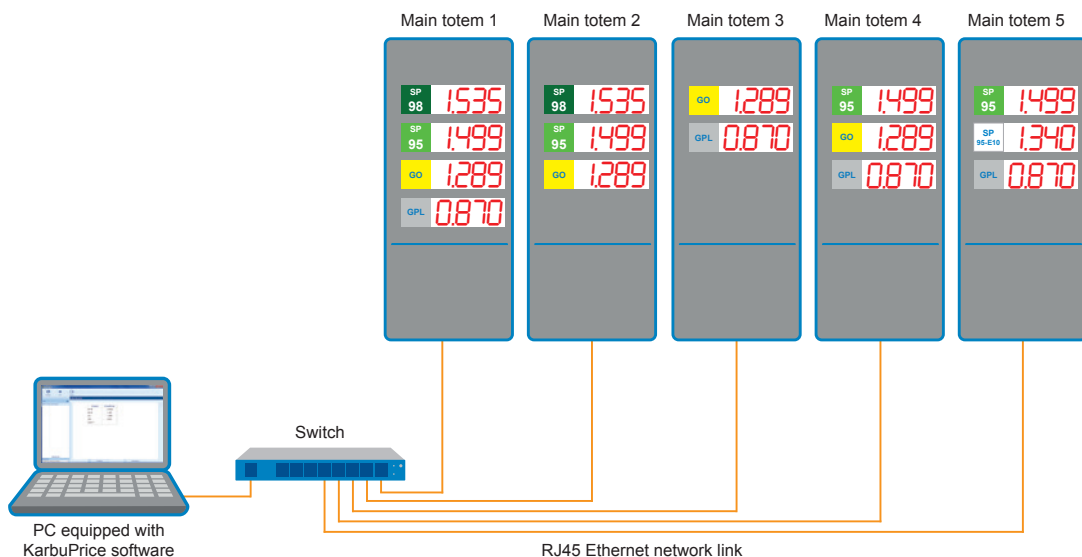 Main totem 1
Main totem 2
Main totem 3
Main totem 4
Main totem 5
SP
98
1.535
SP
95
1.499
GO
1.289
GPL
0.870
SP
98
1.535
SP
95
1.499
GO
1.289
GO
1.289
GPL
0.870
SP
95
1.499
GO
1.289
GPL
0.870
SP
95
1.499
SP
95-E10
1.340
GPL
0.870
Switch
PC equipped with
KarbuPrice software
RJ45 Ethernet network link